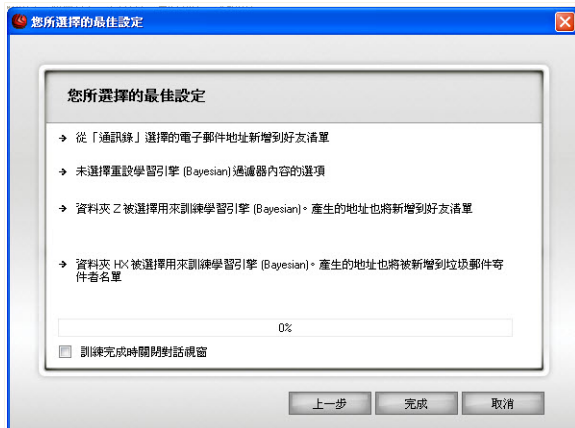 您所選擇的最佳設定
您所選擇的最佳設定
從「通訊錄」選擇的電子郵件地址新增到好友清單
未選擇重設學習引擎 (Bayesian) 過濾器內容的選項
資料夾 Z 被選擇用來訓練學習引擎 (Bayesian)。產生的地址也將新增到好友清單
資料夾 HX 被選擇用來訓練學習引擎 (Bayesian)。產生的地址也將被新增到垃圾郵件寄
件者名單
0%
訓練完成時關閉對話視窗
上一步 完成 取消